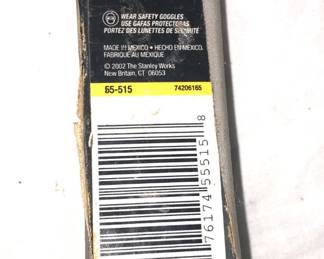 WEAR SAFETY GOGGLES
USE GAFAS PROTECTORAS
PORTEZ DES LUNETTES DE SÉCURITÉ
MADE IN MEXICO • HECHO EN MEXICO.
FABRIQUÉ AU MEXIQUE
© 2002 The Stanley Works
New Britain, CT 06053
55-515 74206165
76174 55515 8